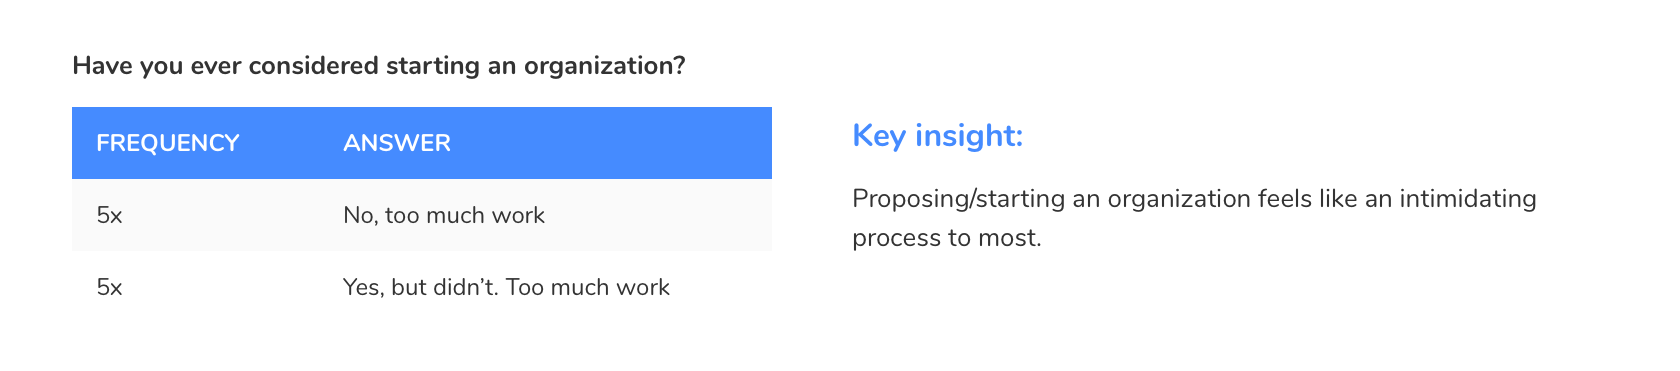 Have you ever considered starting an organization?
FREQUENCY ANSWER
5x No, too much work
5x Yes, but didn’t. Too much work
Key insight:
Proposing/starting an organization feels like an intimidating
process to most.